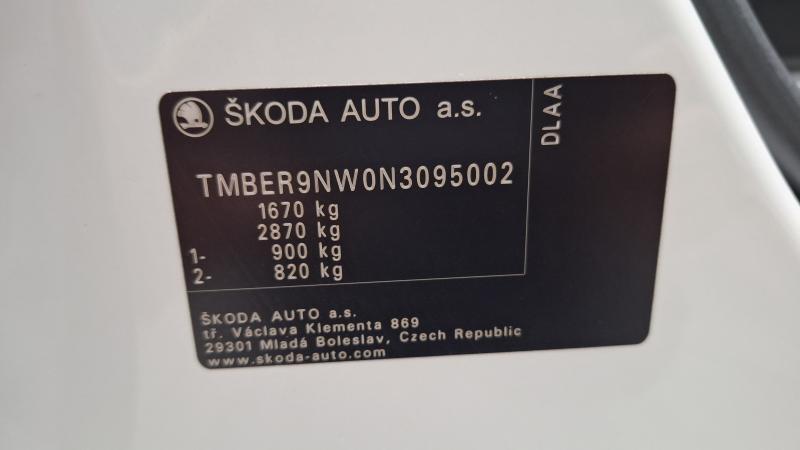 ŠKODA AUTO a.s.
DLAA
TMBER9NW0N3095002
1670 kg
2870 kg
1- 900 kg
2- 820 kg
ŠKODA AUTO a.s.
tř. Václava Klementa 869
29301 Mladá Boleslav, Czech Republic
www.skoda-auto.com